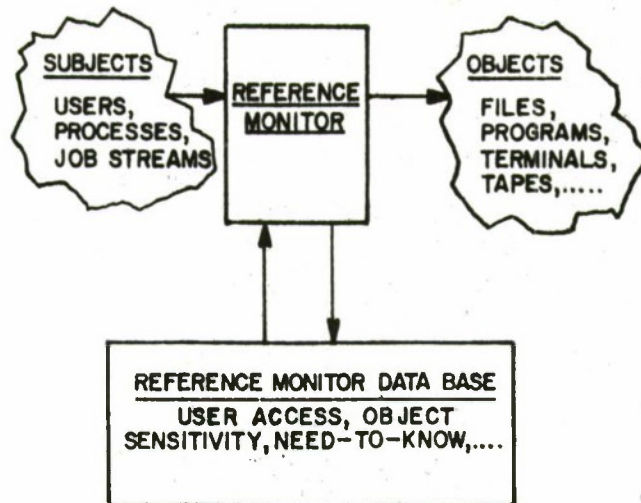 SUBJECTS
USERS,
PROCESSES,
JOB STREAMS
REFERENCE
MONITOR
OBJECTS
FILES,
PROGRAMS,
TERMINALS,
TAPES,.....
REFERENCE MONITOR DATA BASE
USER ACCESS, OBJECT
SENSITIVITY, NEED-TO-KNOW,....